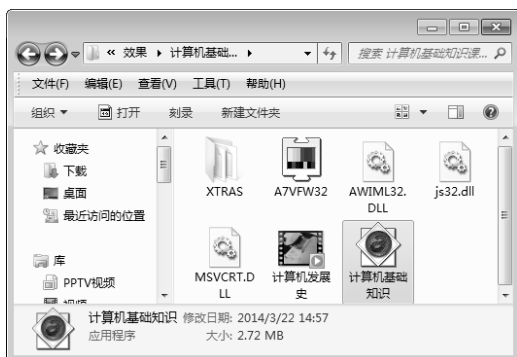 « 效果 ▸ 计算机基础... ▸
搜索 计算机基础知识课...
文件(F) 编辑(E) 查看(V) 工具(T) 帮助(H)
组织 ▼ 打开 刻录 新建文件夹
收藏夹
下载
桌面
最近访问的位置
库
PPTV视频
XTRAS
A7VFW32
AWIML32.
DLL
js32.dll
MSVCRT.D
LL
计算机发展
史
计算机基础
知识
计算机基础知识 修改日期: 2014/3/22 14:57
应用程序 大小: 2.72 MB